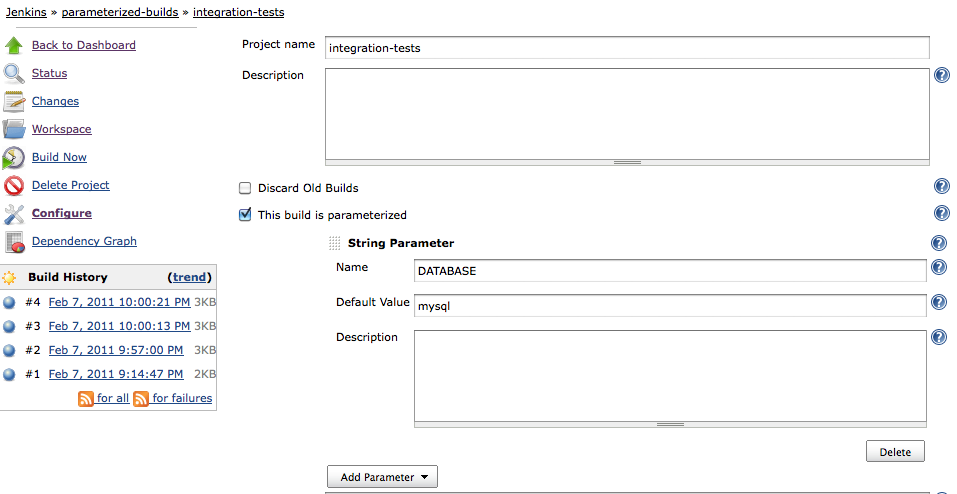 Jenkins » parameterized-builds » integration-tests
Back to Dashboard
Status
Changes
Workspace
Build Now
Delete Project
Configure
Dependency Graph
Build History (trend)
#4 Feb 7, 2011 10:00:21 PM 3KB
#3 Feb 7, 2011 10:00:13 PM 3KB
#2 Feb 7, 2011 9:57:00 PM 3KB
#1 Feb 7, 2011 9:14:47 PM 2KB
for all for failures
Project name integration-tests
Description
Discard Old Builds
This build is parameterized
String Parameter
Name DATABASE
Default Value mysql
Description
Delete
Add Parameter